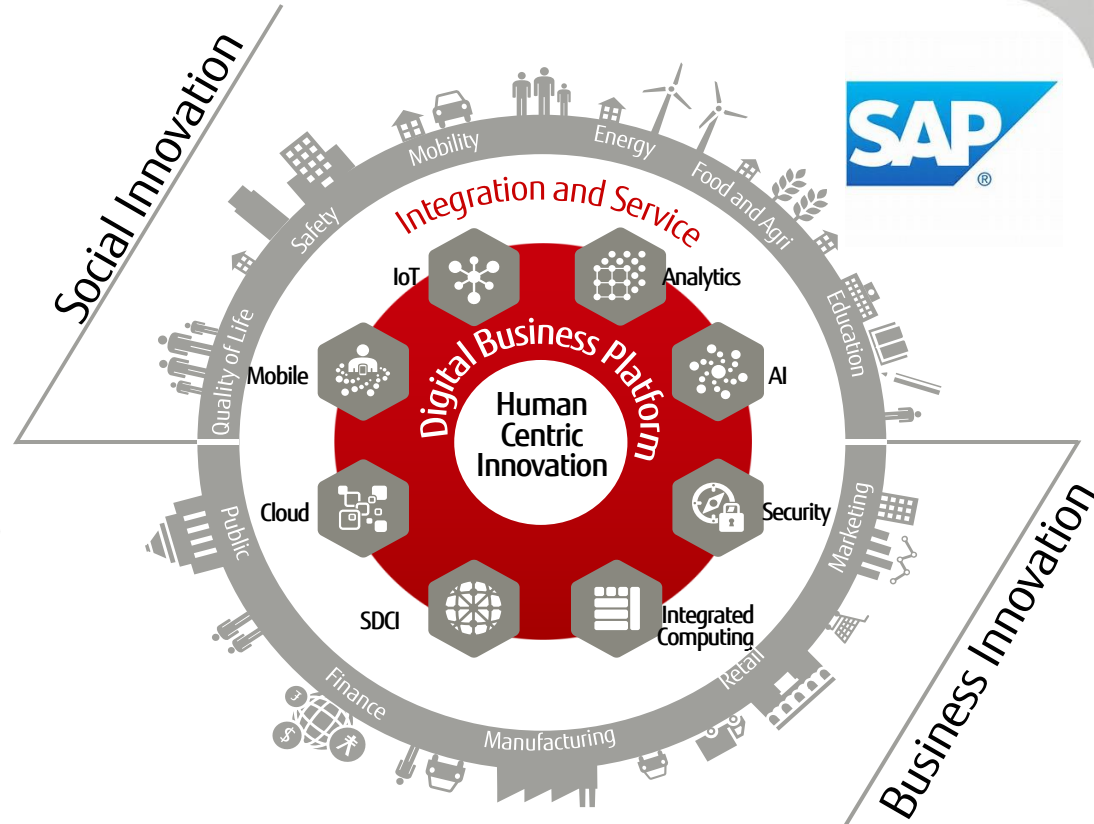 Social Innovation
SAP
®
Mobility
Energy
Food and Agri
Safety
Education
Quality of Life
Integration and Service
IoT
Analytics
Mobile
AI
Digital Business Platform
Human
Centric
Innovation
Cloud
Security
SDCI
Integrated
Computing
Public
Marketing
Finance
Retail
Manufacturing
$
Business Innovation